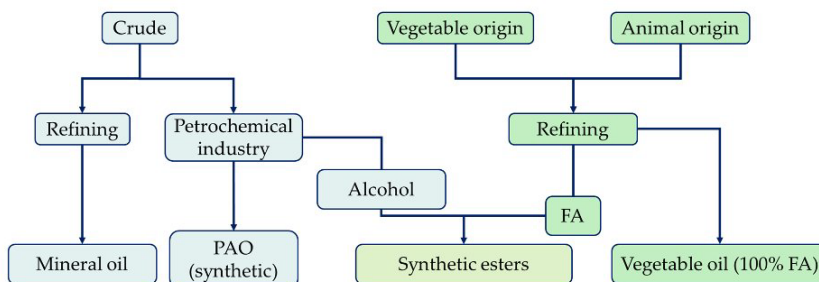 Crude
Vegetable origin
Animal origin
Refining
Petrochemical
industry
Refining
Alcohol
FA
Mineral oil
PAO
(synthetic)
Synthetic esters
Vegetable oil (100% FA)